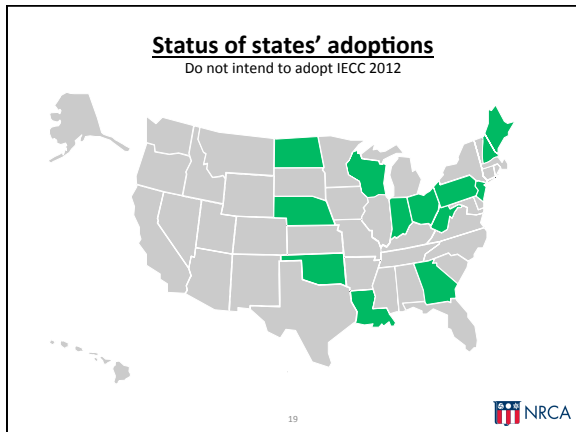 Status of states’ adoptions
Do not intend to adopt IECC 2012
19
NRCA